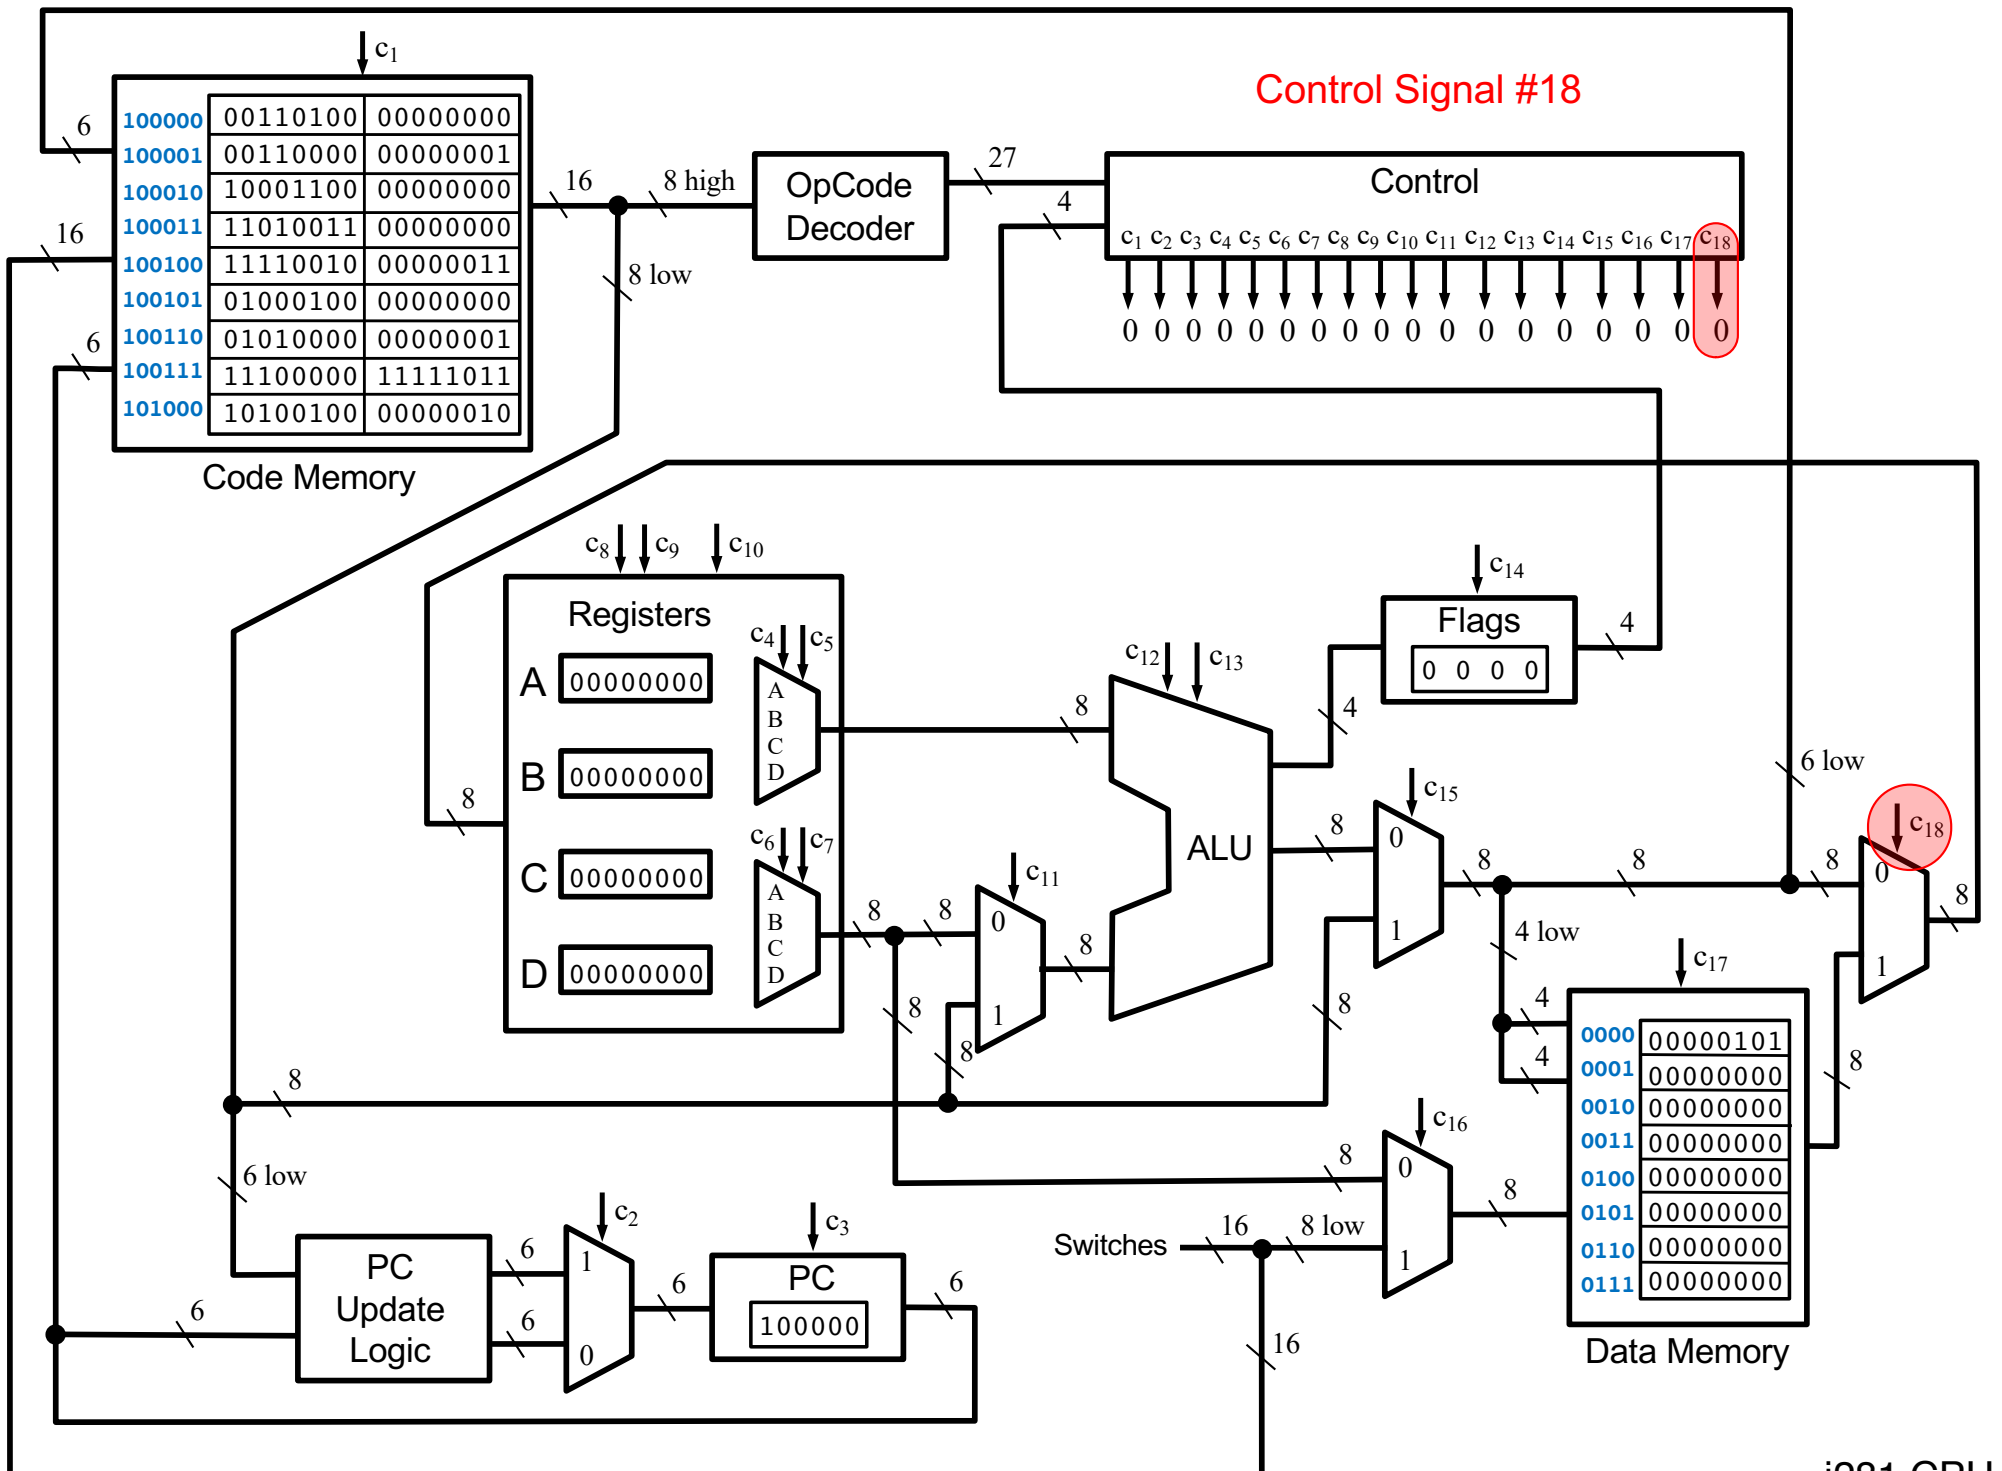 c1
Control Signal #18
100000 00110100 00000000
100001 00110000 00000001
100010 10001100 00000000
100011 11010011 00000000
100100 11110010 00000011
100101 01000100 00000000
100110 01010000 00000001
100111 11100000 11111011
101000 10100100 00000010
Code Memory
6
16
6
16
8 high
8 low
OpCode
Decoder
27
4
Control
c1 c2 c3 c4 c5 c6 c7 c8 c9 c10 c11 c12 c13 c14 c15 c16 c17 c18
0 0 0 0 0 0 0 0 0 0 0 0 0 0 0 0 0 0
c8 c9 c10
Registers
A 00000000
B 00000000
C 00000000
D 00000000
c4 c5
A
B
C
D
c6 c7
A
B
C
D
8
8
8
8
8
8
c11
0
1
8
8
c12 c13
ALU
c14
Flags
0 0 0 0
4
4
8
c15
0
1
8
8
8
6 low
8
c18
0
1
8
4 low
4
4
c17
0000 00000101
0001 00000000
0010 00000000
0011 00000000
0100 00000000
0101 00000000
0110 00000000
0111 00000000
Data Memory
8
8
c16
0
1
8
8
Switches
16
8 low
16
6 low
6
PC
Update
Logic
6
6
c2
1
0
6
c3
PC
100000
6